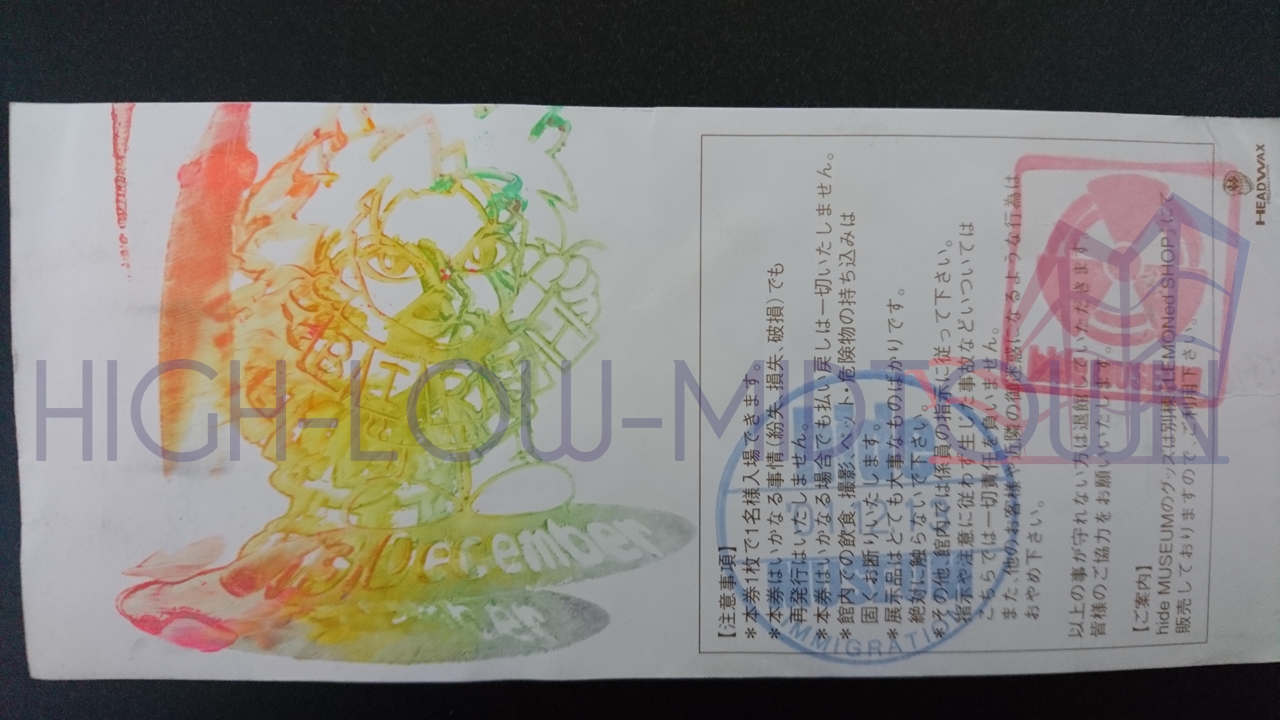 HIGH-LOW-MIDTOWN
BIRTH
December
【注意事項】
＊本券1枚で1名様入場できます。
＊本券はいかなる事情(紛失、損失、破損)でも
再発行はいたしません。
＊本券はいかなる場合でも払い戻しは一切いたしません。
＊館内での飲食、撮影、ペット・危険物の持ち込みは
固くお断りいたします。
＊展示品はとても大事なものばかりです。
絶対に触らないで下さい。
＊その他、館内では係員の指示に従って下さい。
指示や注意に従わず生じた事故などいついては
こちらでは一切責任を負いません。
また、他のお客様や近隣の御迷惑になるような行為は
おやめ下さい。
以上の事が守れない方は退館していただきます。
皆様のご協力をお願いいたします。
【ご案内】
hide MUSEUMのグッズは別棟「LEMONed SHOP」にて
販売しておりますので、ご利用下さい。
HEADWAX
IMMIGRATI